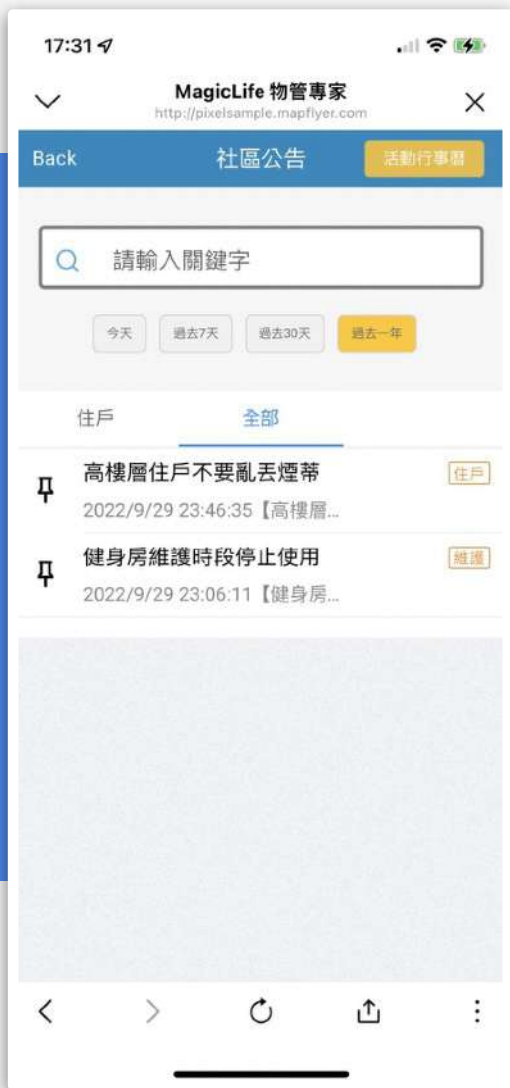 17:31
MagicLife 物管專家
http://pixelsample.mapflyer.com
Back 社區公告 活動行事曆
請輸入關鍵字
今天 過去7天 過去30天 過去一年
住戶 全部
高樓層住戶不要亂丟煙蒂 住戶
2022/9/29 23:46:35【高樓層...
健身房維護時段停止使用 維護
2022/9/29 23:06:11【健身房...